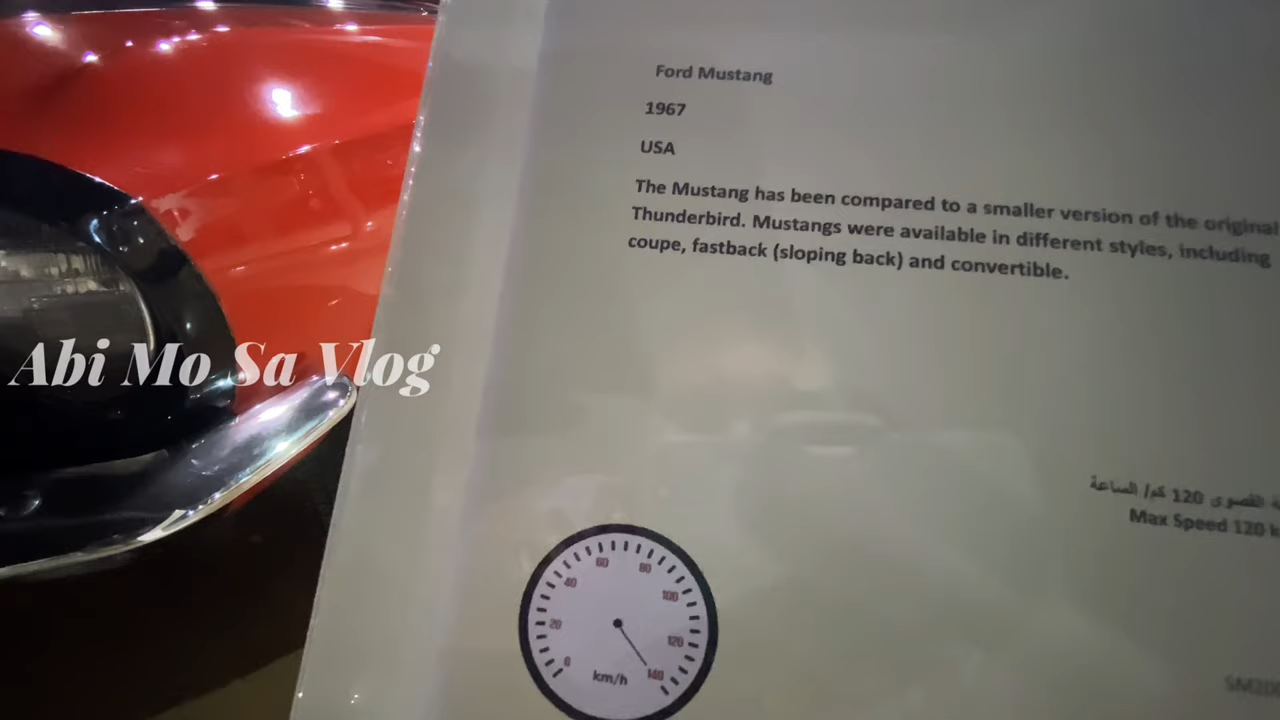 Ford Mustang
1967
USA
The Mustang has been compared to a smaller version of the original
Thunderbird. Mustangs were available in different styles, including
coupe, fastback (sloping back) and convertible.
Abi Mo Sa Vlog
القصوى 120 كم/ الساعة
Max Speed 120
60
80
40
100
20
120
0
140
km/h